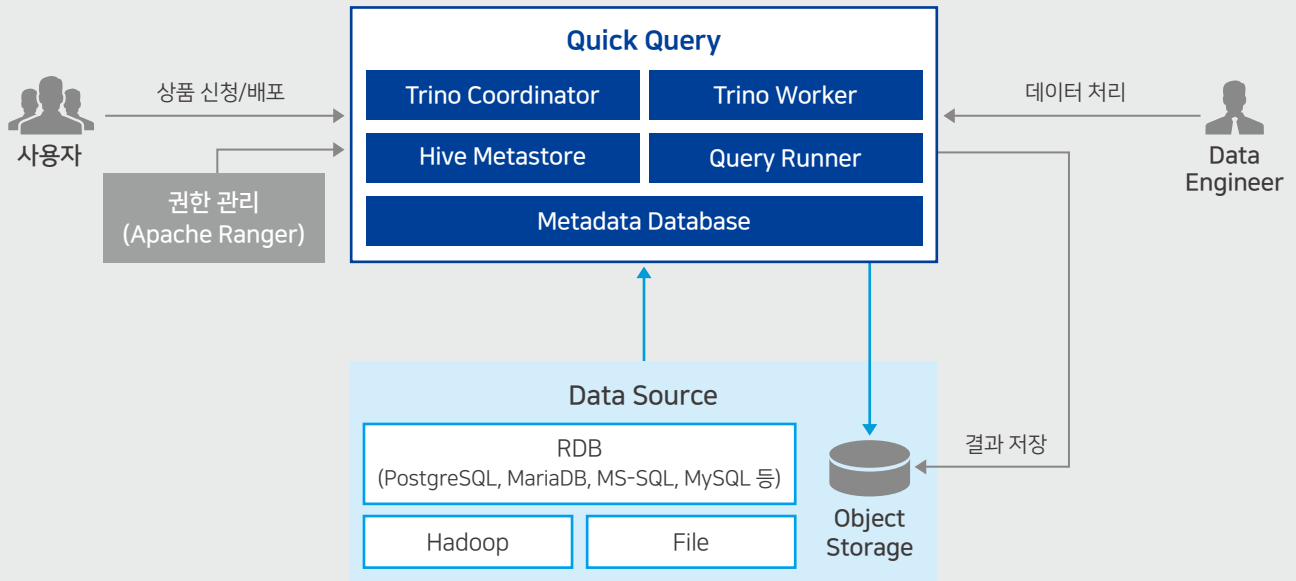 Quick Query
Trino Coordinator
Trino Worker
Hive Metastore
Query Runner
Metadata Database
상품 신청/배포
사용자
권한 관리
(Apache Ranger)
데이터 처리
Data
Engineer
Data Source
RDB
(PostgreSQL, MariaDB, MS-SQL, MySQL 등)
Hadoop
File
Object
Storage
결과 저장